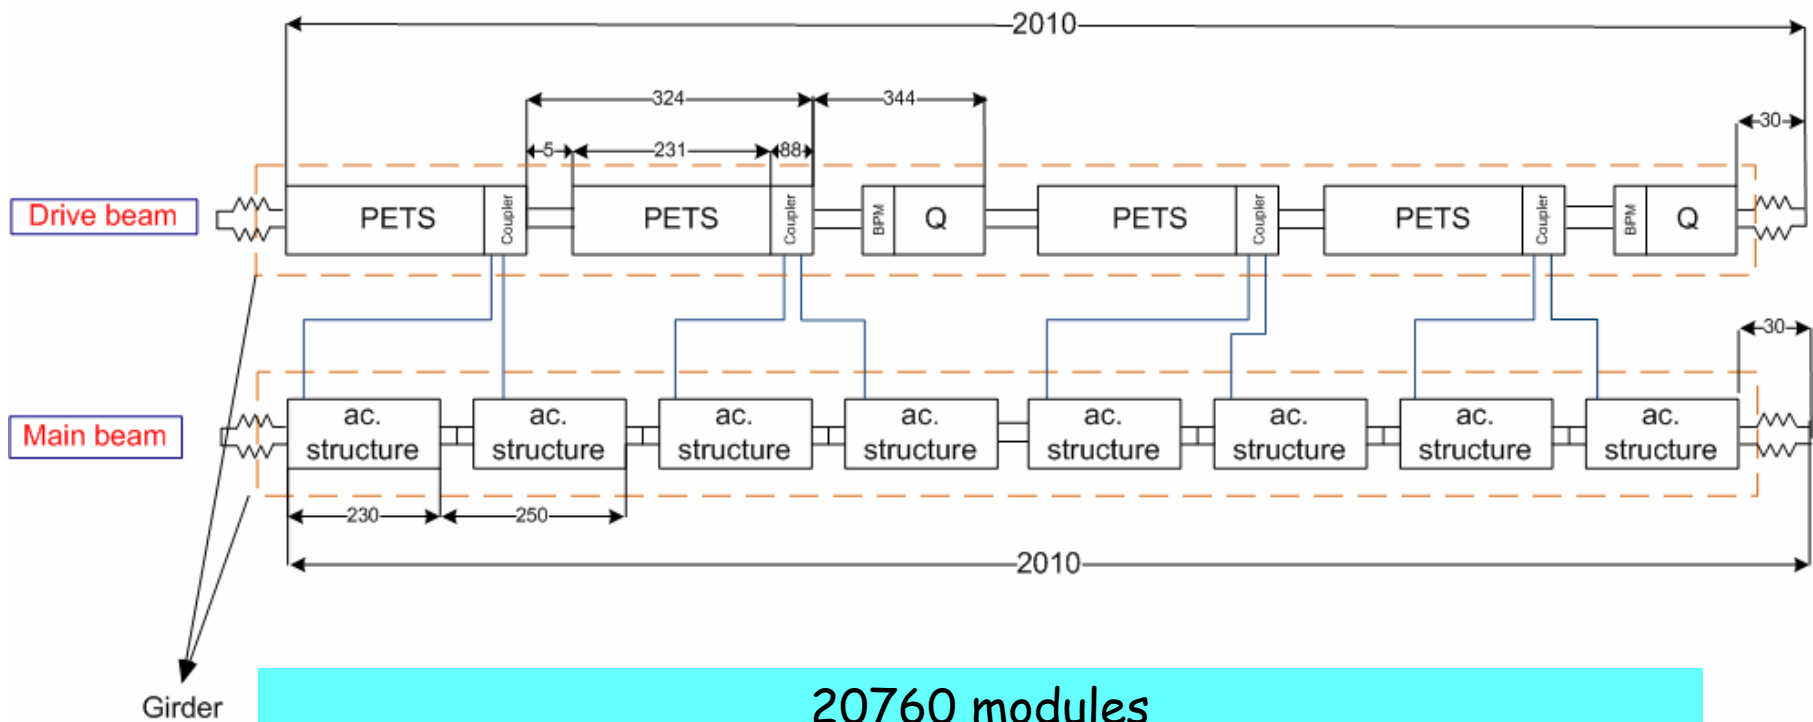 2010
324
344
30
5
231
88
Drive beam
PETS
Coupler
PETS
Coupler
BPM
Q
PETS
Coupler
PETS
Coupler
BPM
Q
30
Main beam
ac.
structure
ac.
structure
ac.
structure
ac.
structure
ac.
structure
ac.
structure
ac.
structure
ac.
structure
230
250
2010
Girder
20760 modules